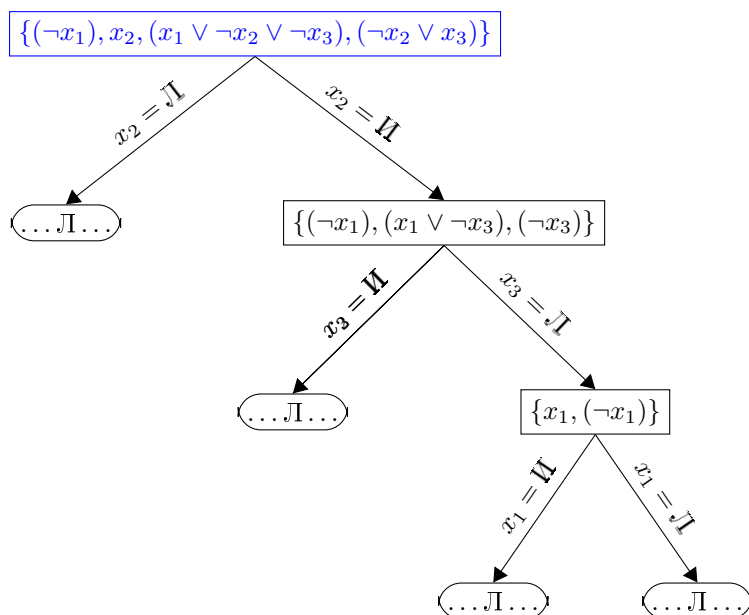 {(¬x₁), x₂, (x₁ ∨ ¬x₂ ∨ ¬x₃), (¬x₂ ∨ x₃)}
x₂ = Л
x₂ = И
...Л...
{(¬x₁), (x₁ ∨ ¬x₃), (¬x₃)}
x₃ = И
x₃ = Л
...Л...
{x₁, (¬x₁)}
x₁ = И
x₁ = Л
...Л...
...Л...